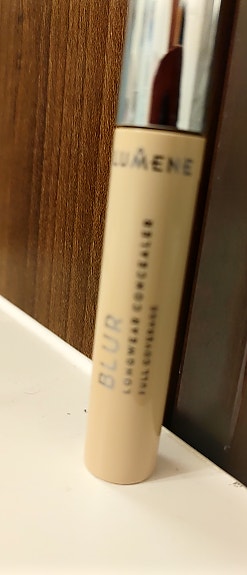 LUMENE
BLUR
LONGWEAR CONCEALER
FULL COVERAGE